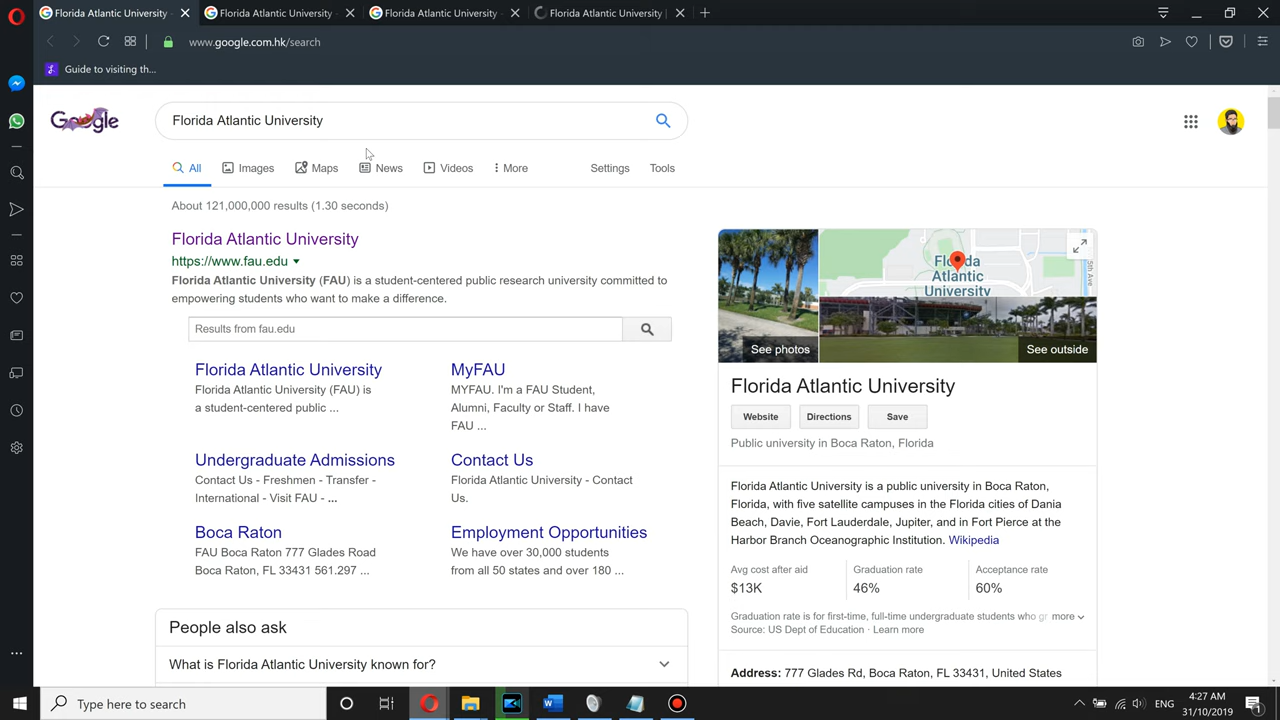 Florida Atlantic University
Florida Atlantic University
Florida Atlantic University
Florida Atlantic University
www.google.com.hk/search
Guide to visiting th...
Google
Florida Atlantic University
All
Images
Maps
News
Videos
More
Settings
Tools
About 121,000,000 results (1.30 seconds)
Florida Atlantic University
https://www.fau.edu
Florida Atlantic University (FAU) is a student-centered public research university committed to
empowering students who want to make a difference.
Results from fau.edu
Florida Atlantic University
Florida Atlantic University (FAU) is
a student-centered public ...
MyFAU
MYFAU. I'm a FAU Student,
Alumni, Faculty or Staff. I have
FAU ...
Undergraduate Admissions
Contact Us - Freshmen - Transfer -
International - Visit FAU - ...
Contact Us
Florida Atlantic University - Contact
Us.
Boca Raton
FAU Boca Raton 777 Glades Road
Boca Raton, FL 33431 561.297 ...
Employment Opportunities
We have over 30,000 students
from all 50 states and over 180 ...
People also ask
What is Florida Atlantic University known for?
Florida
Atlantic
University
5th Ave
See photos
See outside
Florida Atlantic University
Website
Directions
Save
Public university in Boca Raton, Florida
Florida Atlantic University is a public university in Boca Raton,
Florida, with five satellite campuses in the Florida cities of Dania
Beach, Davie, Fort Lauderdale, Jupiter, and in Fort Pierce at the
Harbor Branch Oceanographic Institution. Wikipedia
Avg cost after aid
$13K
Graduation rate
46%
Acceptance rate
60%
Graduation rate is for first-time, full-time undergraduate students who gr more
Source: US Dept of Education · Learn more
Address: 777 Glades Rd, Boca Raton, FL 33431, United States
Type here to search
ENG
4:27 AM
31/10/2019
1